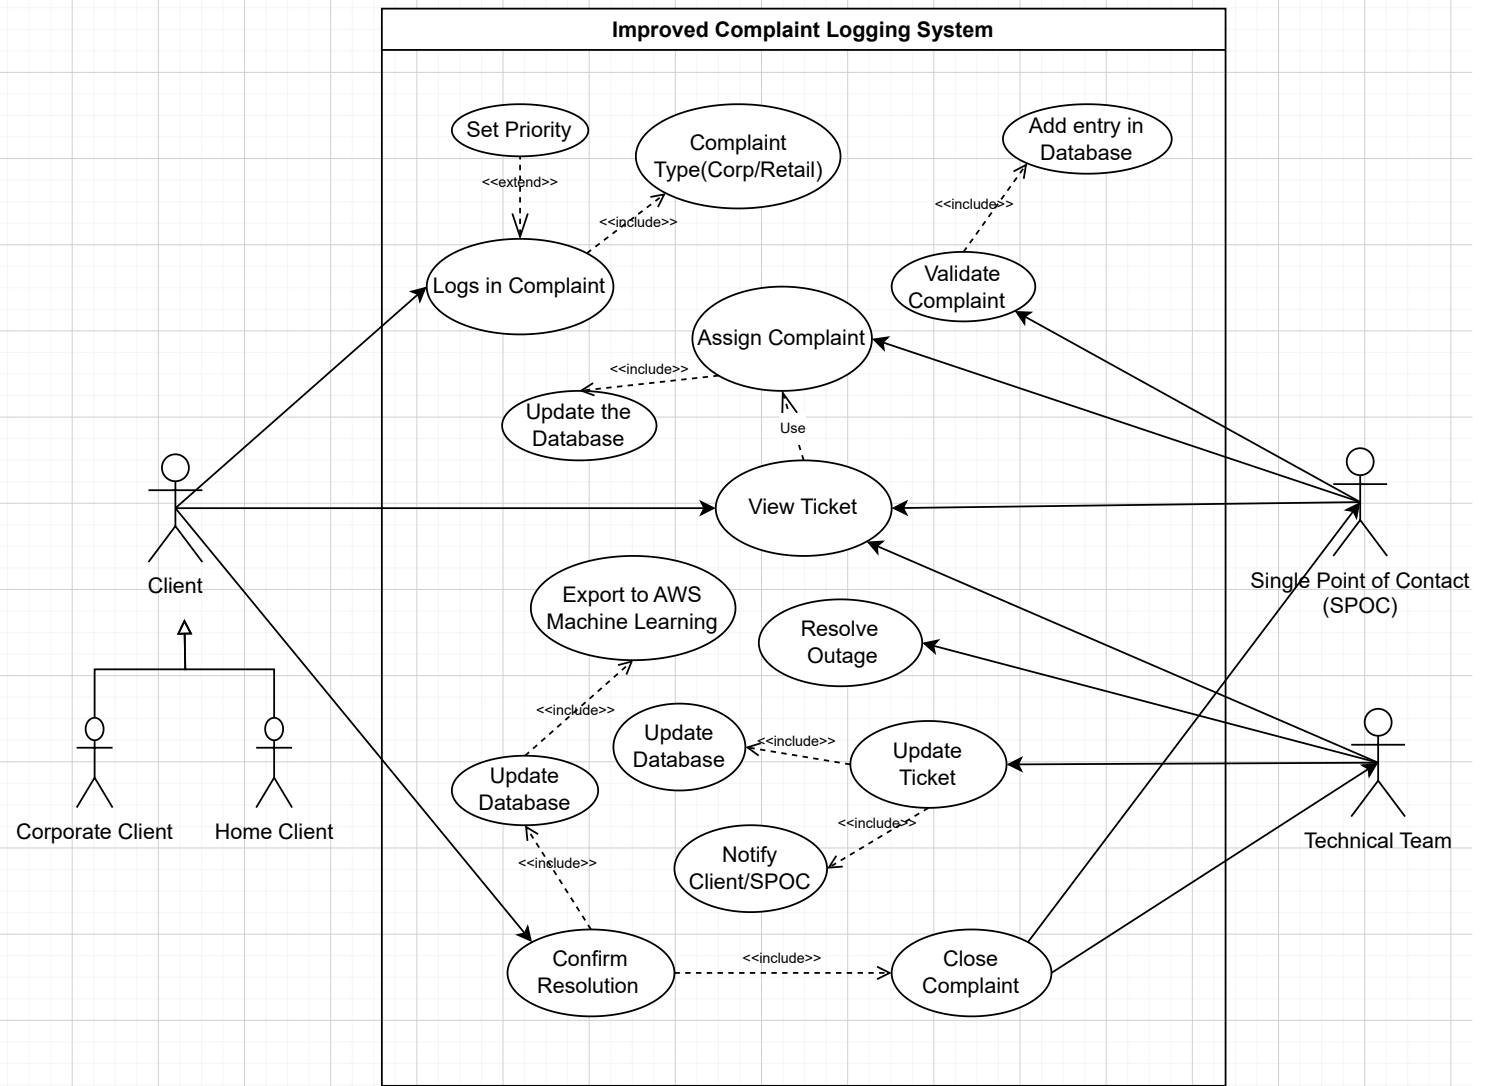 Improved Complaint Logging System
Set Priority
Complaint
Type(Corp/Retail)
Add entry in
Database
<<extend>>
<<include>>
<<include>>
Logs in Complaint
Validate
Complaint
Assign Complaint
<<include>>
Update the
Database
Use
View Ticket
Client
Single Point of Contact
(SPOC)
Export to AWS
Machine Learning
Resolve
Outage
<<include>>
Update
Database
<<include>>
Update
Ticket
Update
Database
Corporate Client
Home Client
Technical Team
<<include>>
Notify
Client/SPOC
<<include>>
Confirm
Resolution
<<include>>
Close
Complaint